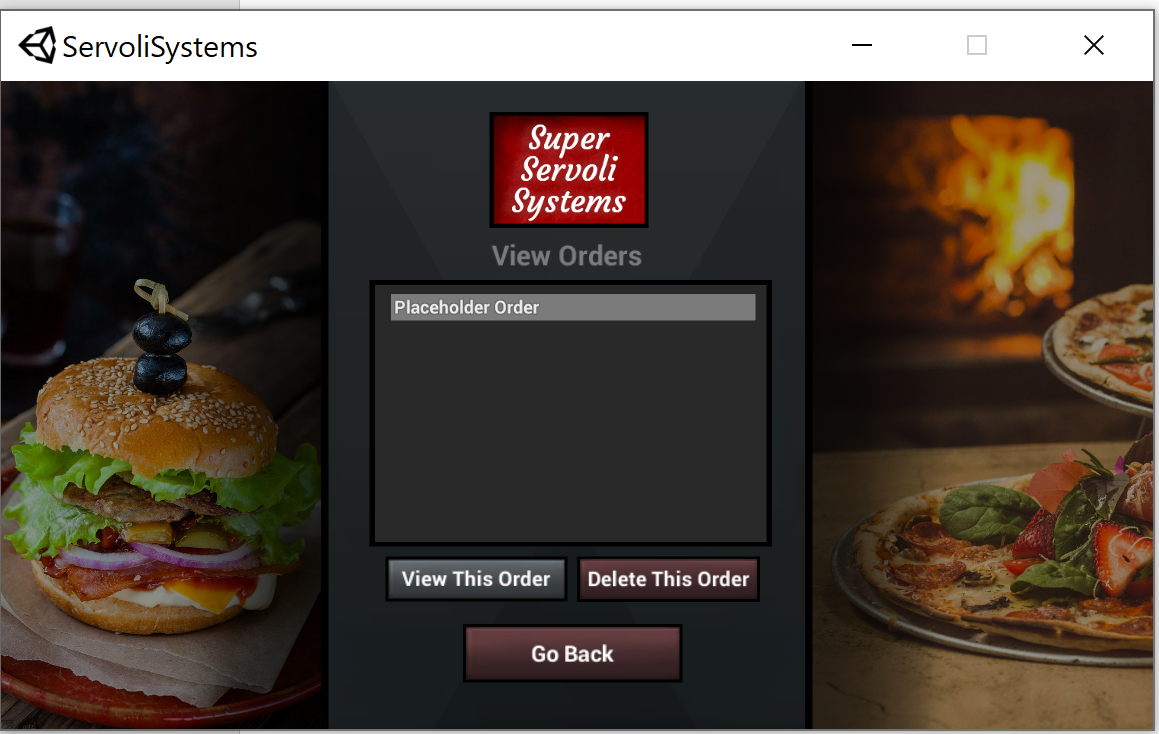 ServoliSystems
Super
Servoli
Systems
View Orders
Placeholder Order
View This Order
Delete This Order
Go Back